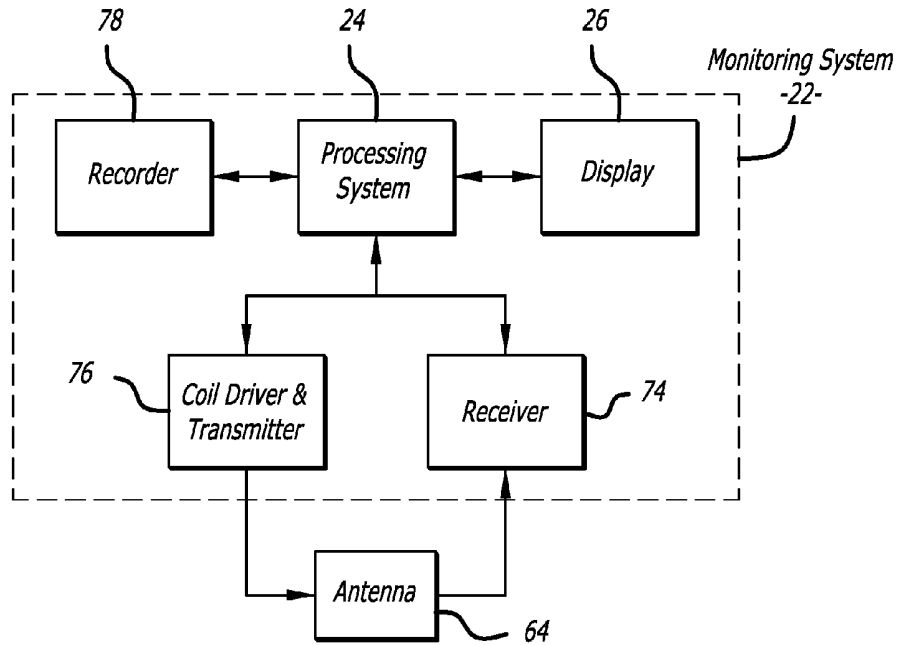 78
24
26
Monitoring System
-22-
Recorder
Processing
System
Display
76
Coil Driver &
Transmitter
Receiver
74
Antenna
64